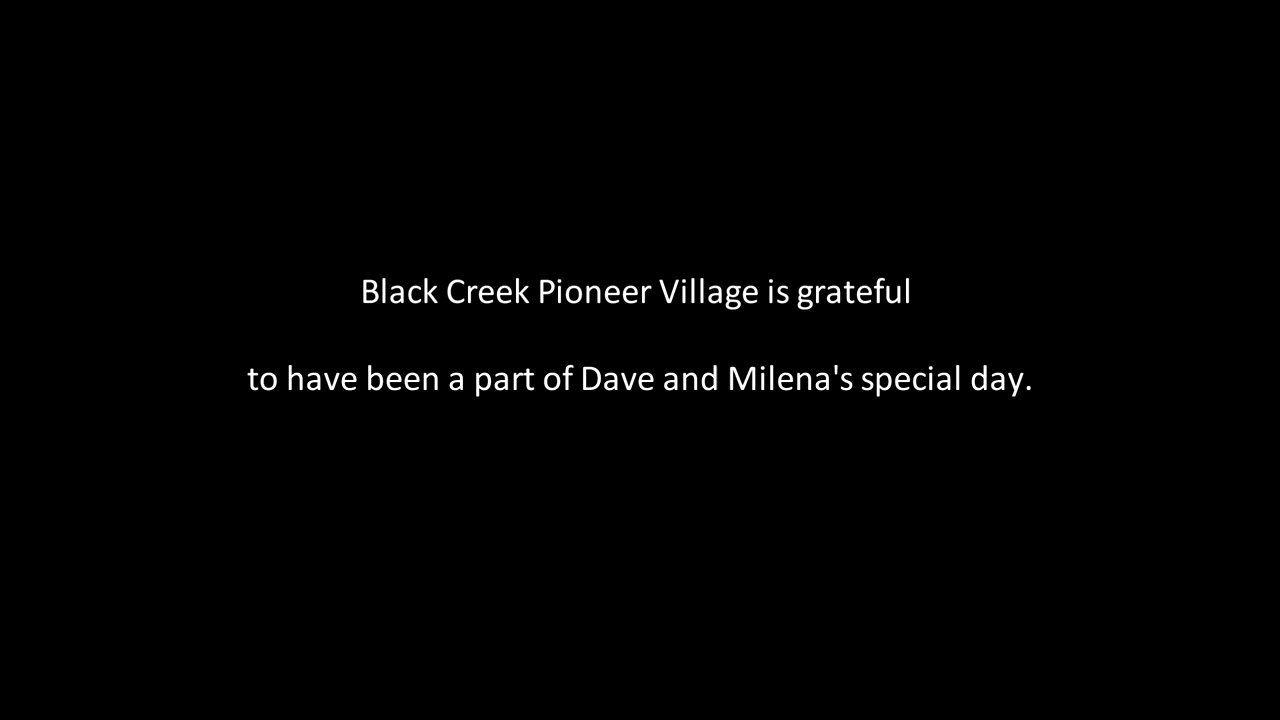 Black Creek Pioneer Village is grateful
to have been a part of Dave and Milena's special day.